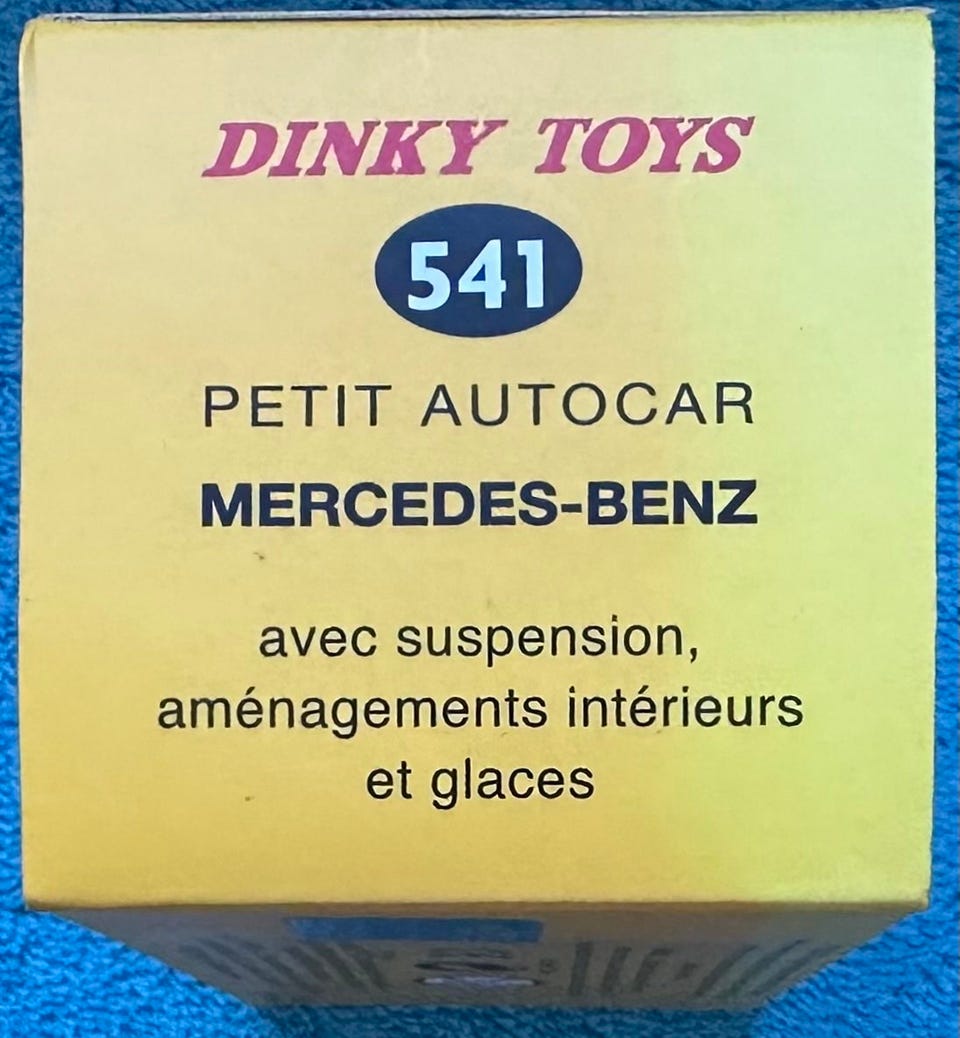 DINKY TOYS
541
PETIT AUTOCAR
MERCEDES-BENZ
avec suspension,
aménagements intérieurs
et glaces